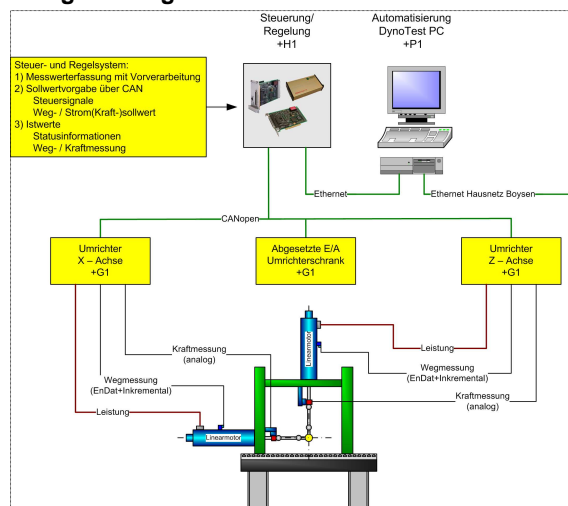 Steuerung/
Regelung
+H1
Automatisierung
DynoTest PC
+P1
Steuer- und Regelsystem:
1) Messwerterfassung mit Vorverarbeitung
2) Sollwertvorgabe über CAN
Steuersignale
Weg- / Strom(Kraft-)sollwert
3) Istwerte
Statusinformationen
Weg- / Kraftmessung
Ethernet
Ethernet Hausnetz Boysen
CANopen
Umrichter
X – Achse
+G1
Abgesetzte E/A
Umrichterschrank
+G1
Umrichter
Z – Achse
+G1
Linearmotor
Leistung
Kraftmessung
(analog)
Wegmessung
(EnDat+Inkremental)
Wegmessung
(EnDat+Inkremental)
Kraftmessung
(analog)
Leistung
Linearmotor